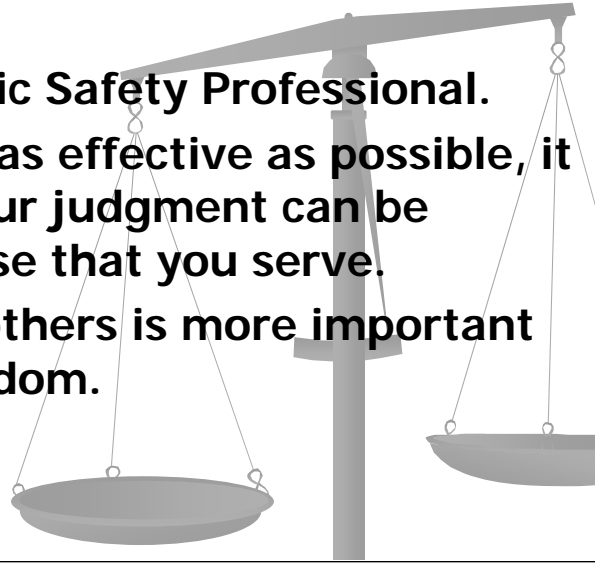 ic Safety Professional.
as effective as possible, it
ur judgment can be
se that you serve.
thers is more important
dom.